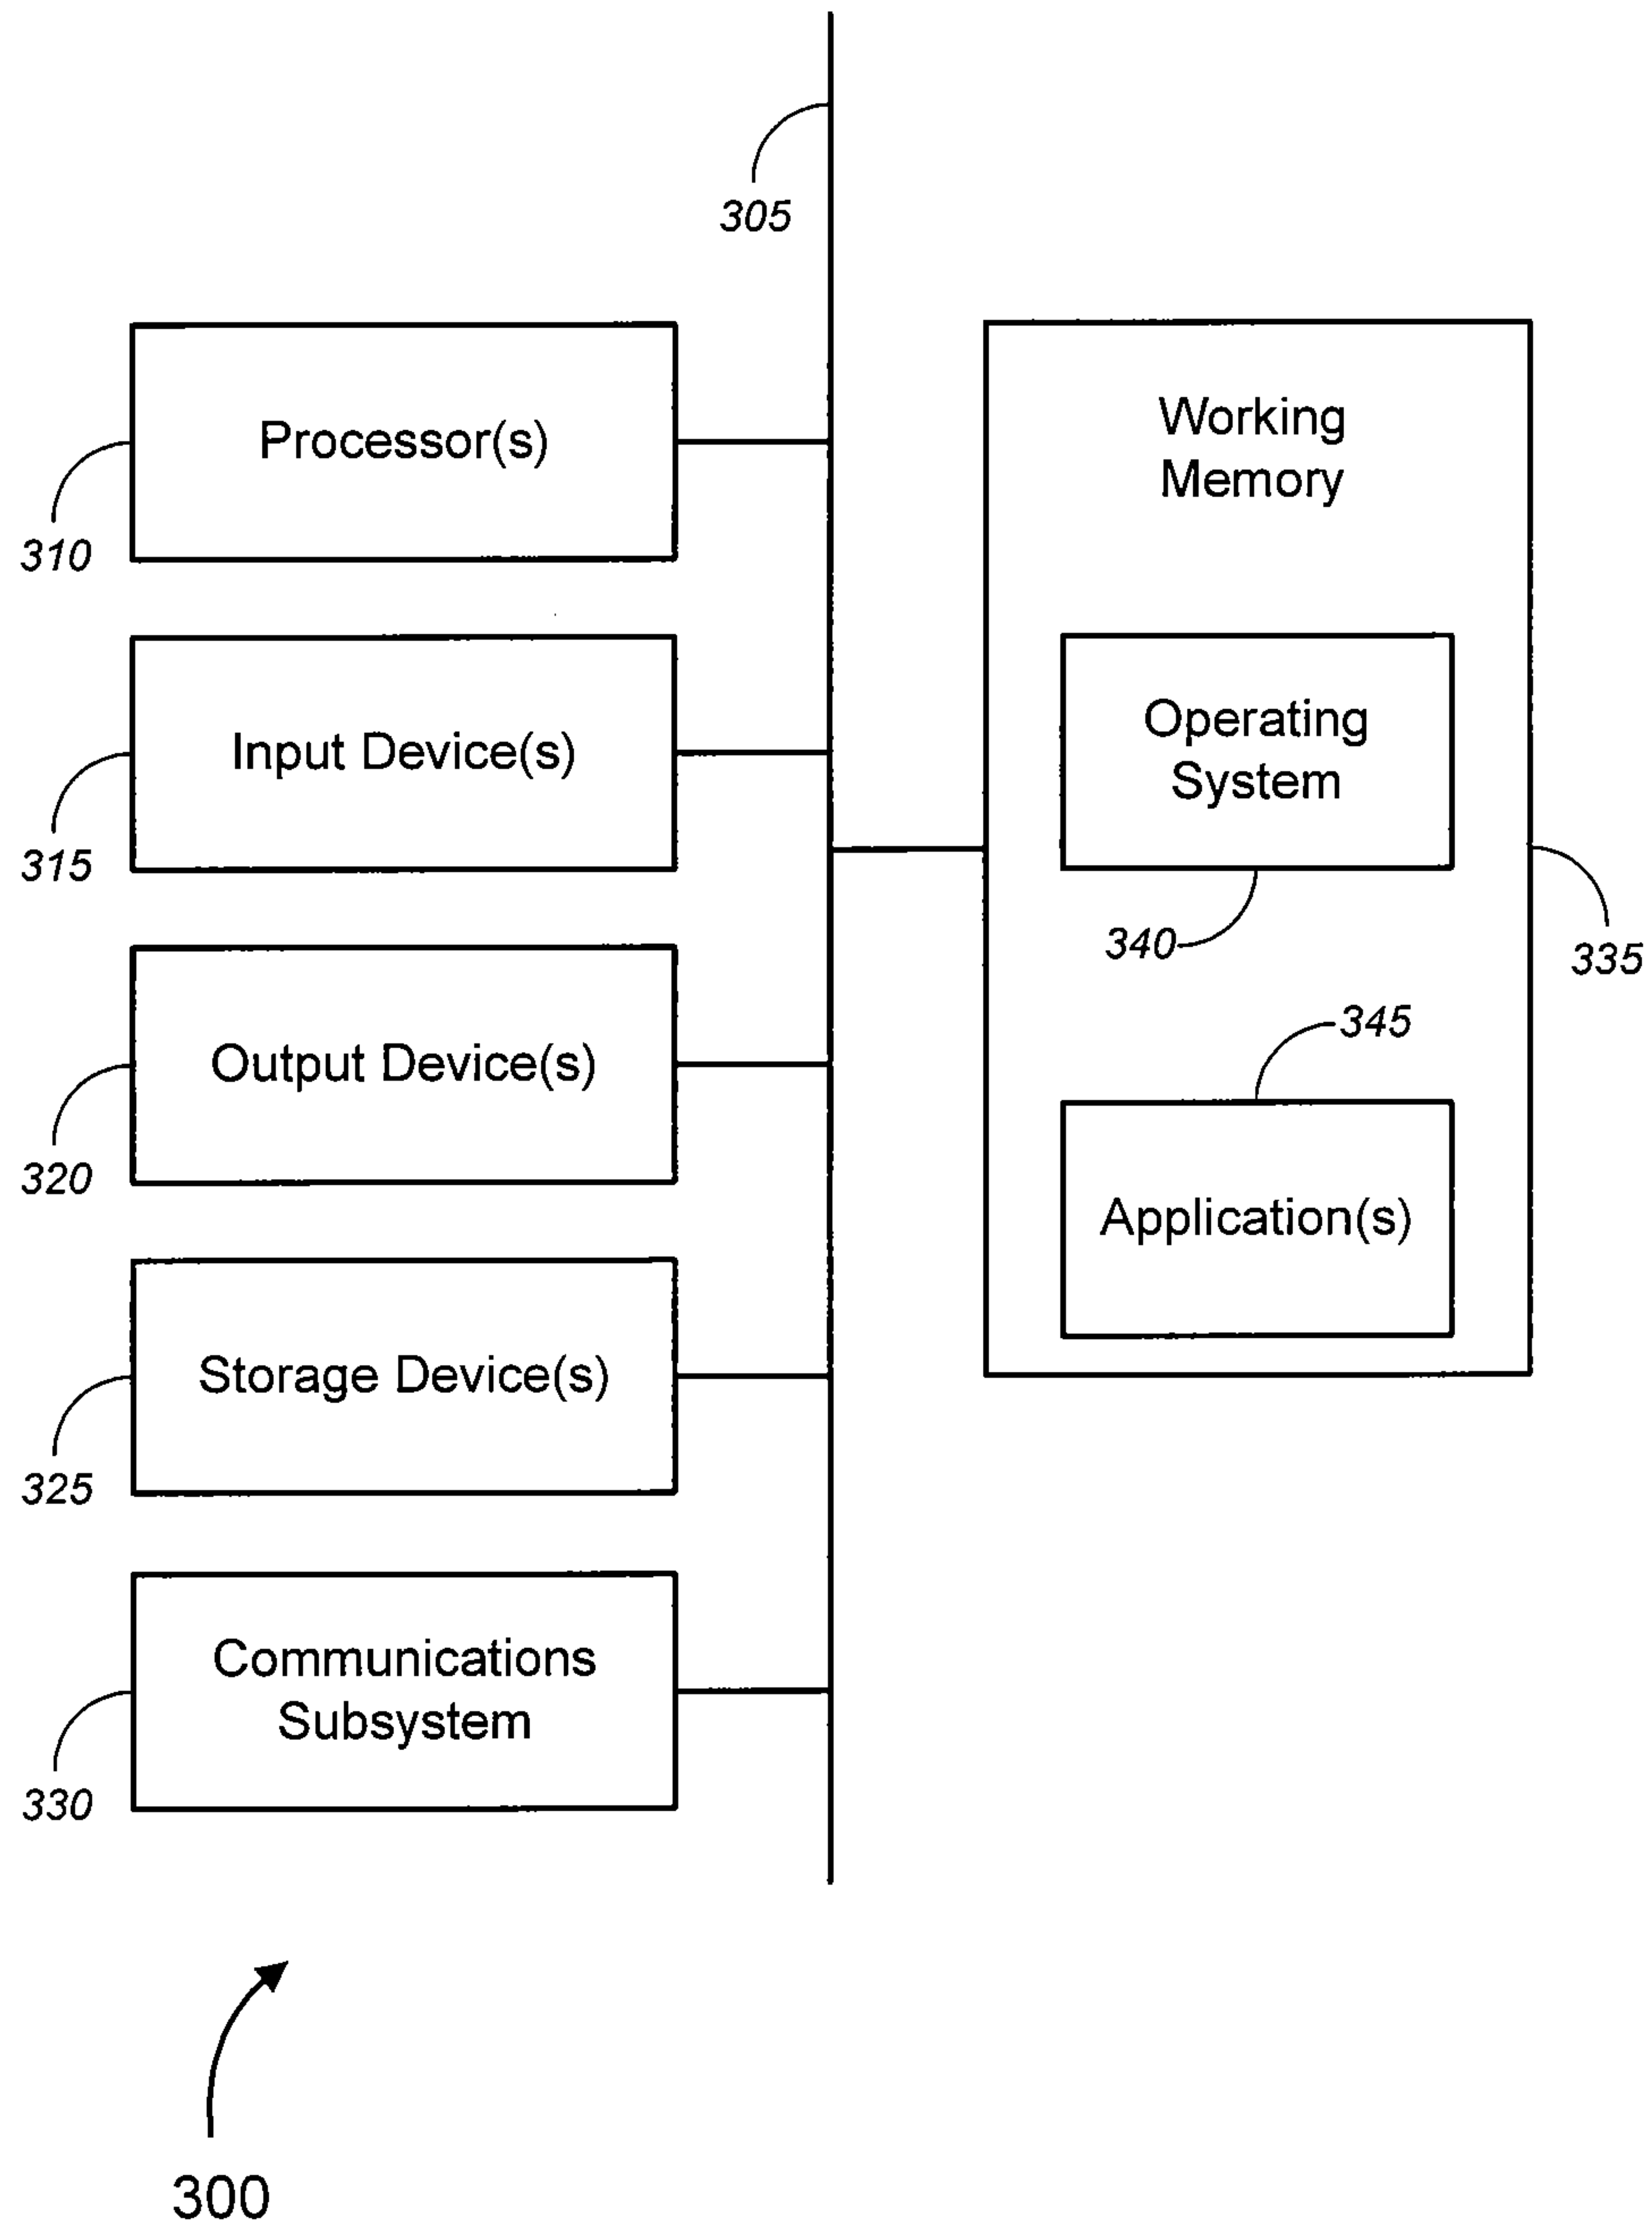 305
Processor(s)
310
Input Device(s)
315
Output Device(s)
320
Storage Device(s)
325
Communications
Subsystem
330
Working
Memory
Operating
System
340
335
345
Application(s)
300